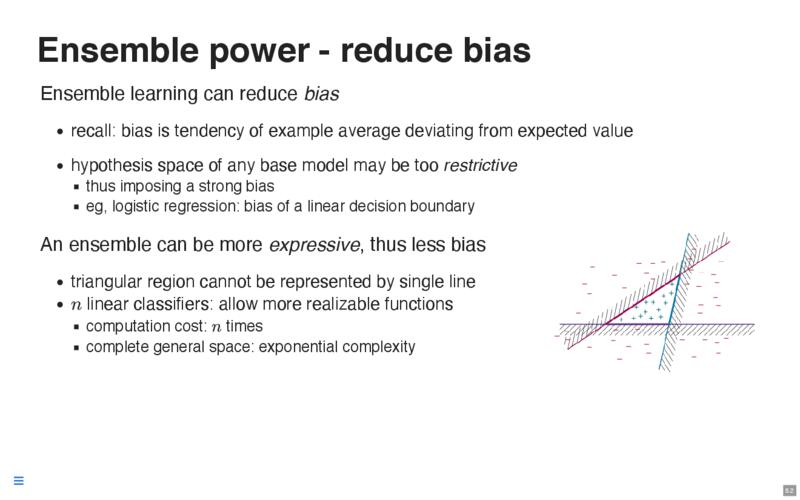 Ensemble power - reduce bias
Ensemble learning can reduce bias
• recall: bias is tendency of example average deviating from expected value
• hypothesis space of any base model may be too restrictive
▪ thus imposing a strong bias
▪ eg, logistic regression: bias of a linear decision boundary
An ensemble can be more expressive, thus less bias
• triangular region cannot be represented by single line
• n linear classifiers: allow more realizable functions
▪ computation cost: n times
▪ complete general space: exponential complexity
5.2